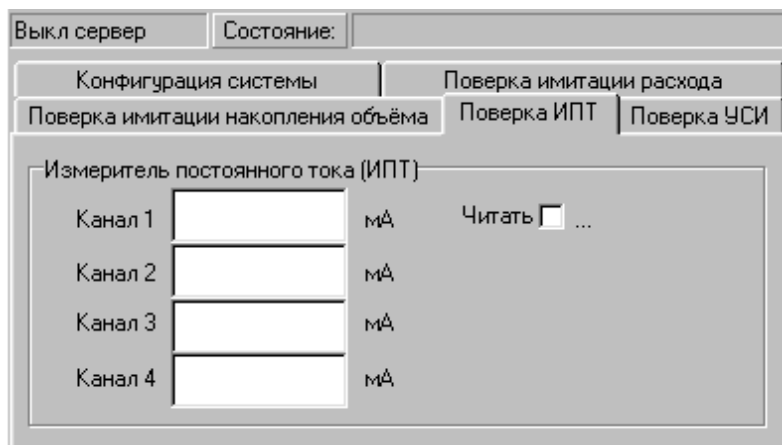 Выкл сервер Состояние:
Конфигурация системы Поверка имитации расхода
Поверка имитации накопления объёма Поверка ИПТ Поверка УСИ
Измеритель постоянного тока (ИПТ)
Канал 1 мА Читать ...
Канал 2 мА
Канал 3 мА
Канал 4 мА